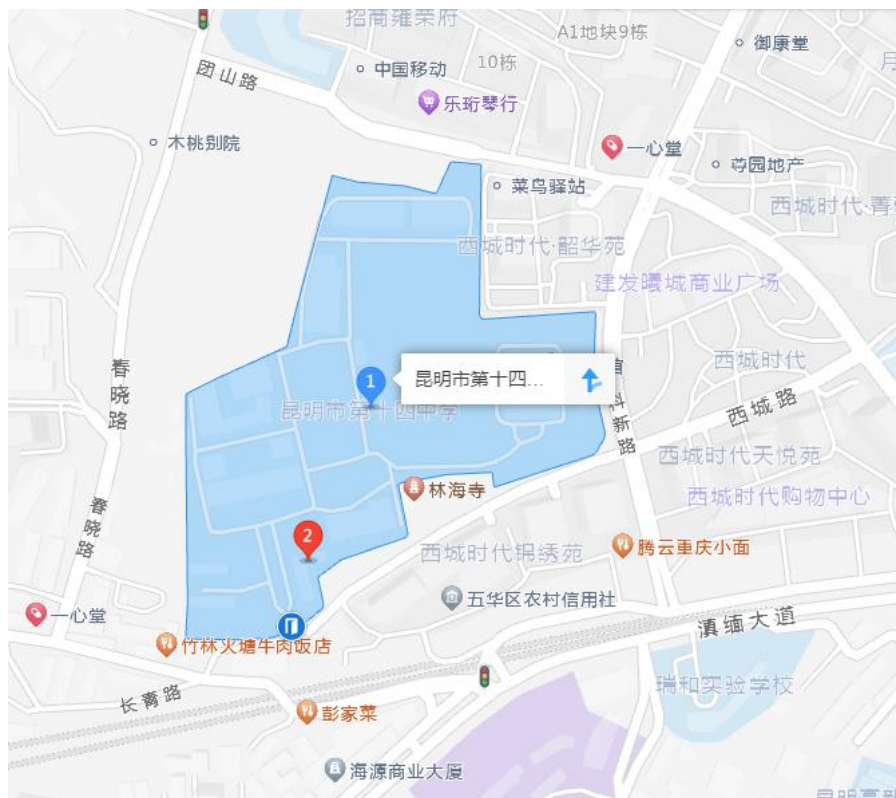 招商雍荣府
A1地块9栋
御康堂
月
团山路
中国移动
10栋
乐珩琴行
木桃别院
一心堂
尊园地产
菜鸟驿站
西城时代·青
西城时代·韶华苑
建发曦城商业广场
春晓路
1
昆明市第十四...
西城时代
昆明市第十四中学
科新路
西城路
西城时代天悦苑
林海寺
西城时代购物中心
春晓路
2
西城时代锦绣苑
腾云重庆小面
五华区农村信用社
一心堂
滇缅大道
竹林火塘牛肉饭店
瑞和实验学校
长青路
彭家菜
海源商业大厦